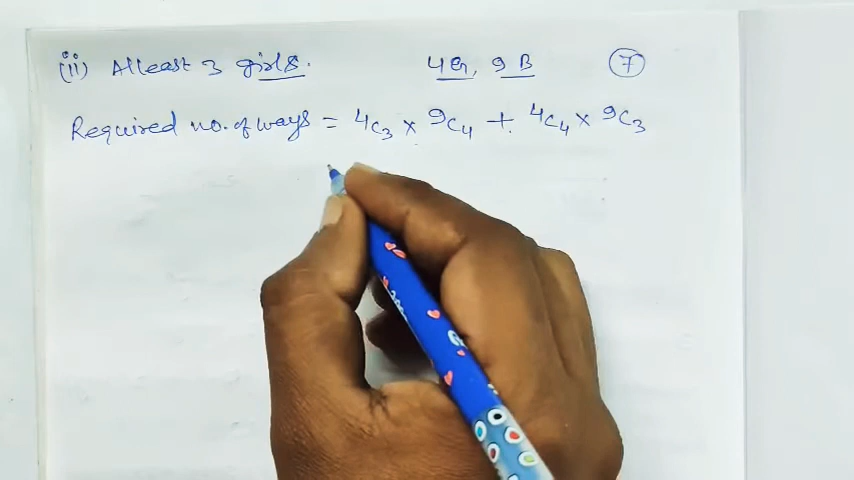 (ii) Atleast 3 girls. 4G, 9B 7
Required no. of ways = ⁴C₃ × ⁹C₄ + ⁴C₄ × ⁹C₃